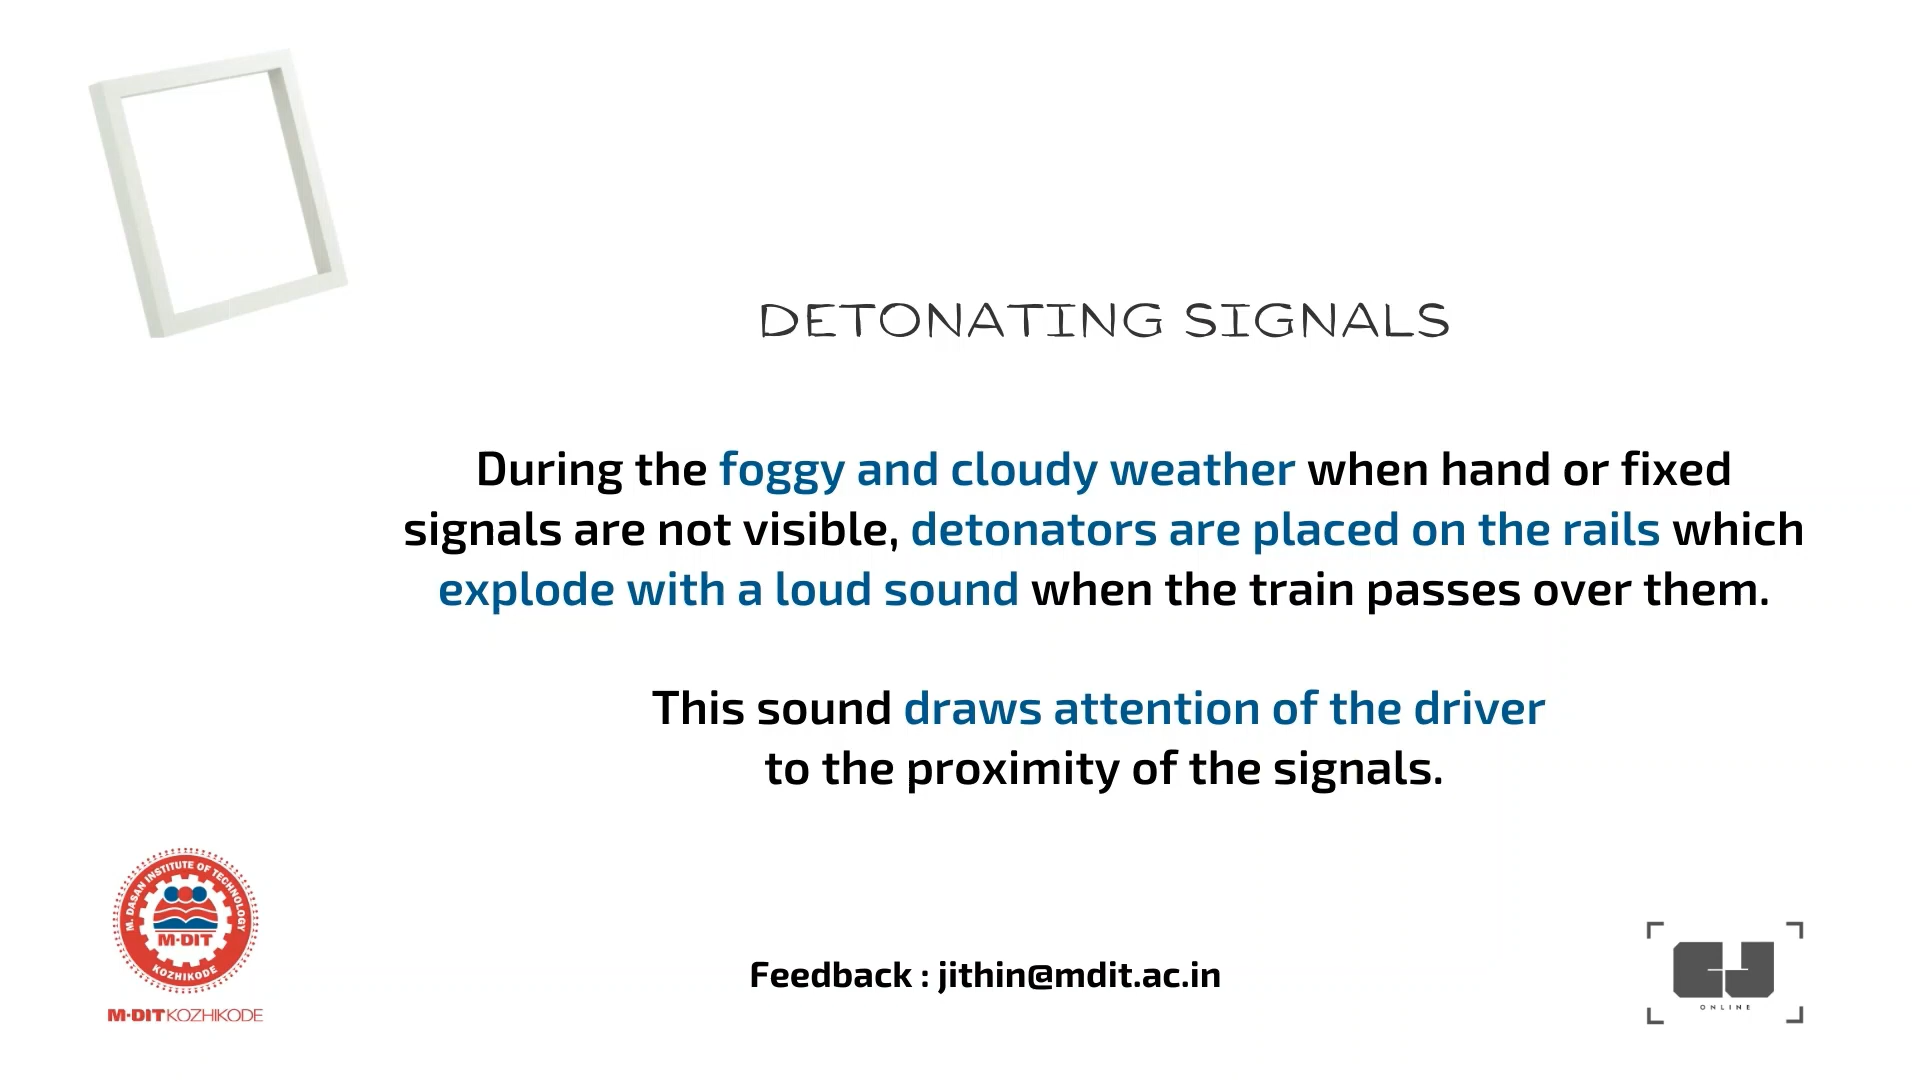 DETONATING SIGNALS
During the foggy and cloudy weather when hand or fixed
signals are not visible, detonators are placed on the rails which
explode with a loud sound when the train passes over them.
This sound draws attention of the driver
to the proximity of the signals.
M. DASAN INSTITUTE OF TECHNOLOGY
M·DIT
KOZHIKODE
M·DIT KOZHIKODE
Feedback : jithin@mdit.ac.in
ONLINE